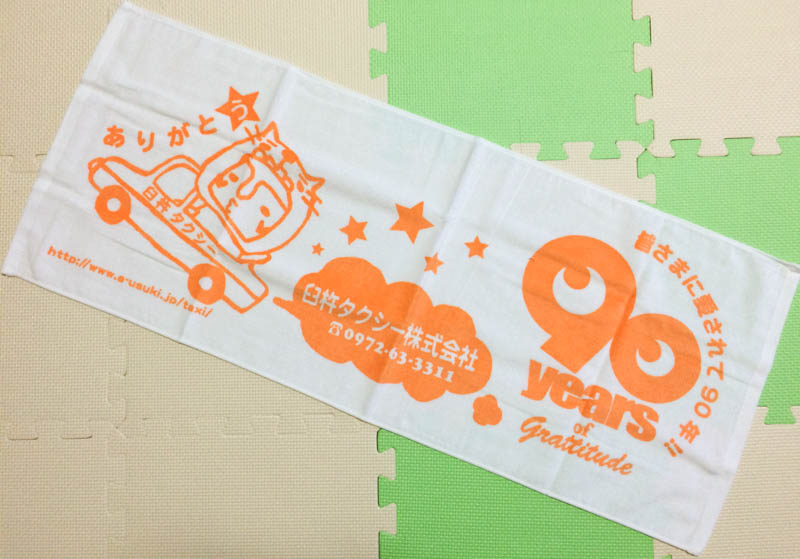 ありがとう
臼杵タクシー
http://www.a-usuki.jp/taxi/
臼杵タクシー株式会社
☎0972-63-3311
皆さまに愛されて90年!!
90
years
of
Grattitude